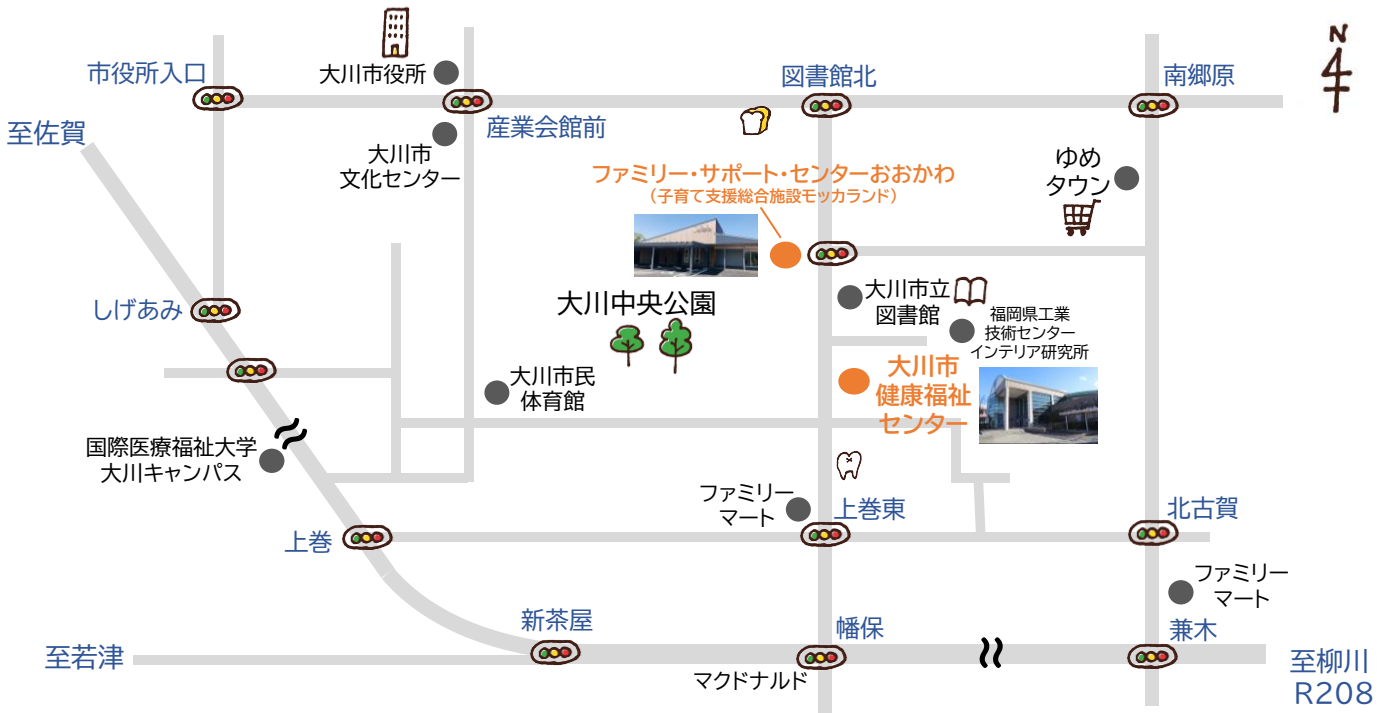 N
市役所入口
大川市役所
図書館北
南郷原
至佐賀
産業会館前
大川市
文化センター
ゆめ
タウン
ファミリー・サポート・センターおおかわ
（子育て支援総合施設モッカランド）
しげあみ
大川中央公園
大川市立
図書館
福岡県工業
技術センター
インテリア研究所
大川市
健康福祉
センター
大川市民
体育館
国際医療福祉大学
大川キャンパス
ファミリー
マート
上巻東
北古賀
上巻
ファミリー
マート
新茶屋
幡保
兼木
至若津
マクドナルド
至柳川
R208